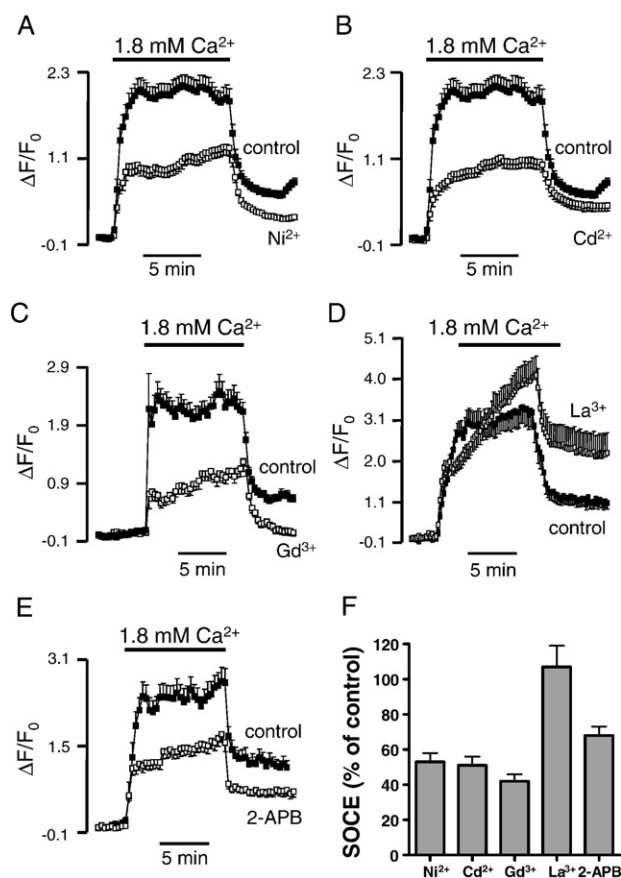 A
1.8 mM Ca²⁺
2.3
1.1
-0.1
ΔF/F₀
control
Ni²⁺
5 min
B
1.8 mM Ca²⁺
2.3
1.1
-0.1
ΔF/F₀
control
Cd²⁺
5 min
C
1.8 mM Ca²⁺
2.9
1.9
0.9
-0.1
ΔF/F₀
control
Gd³⁺
5 min
D
1.8 mM Ca²⁺
5.1
4.0
3.1
2.0
1.1
-0.1
ΔF/F₀
La³⁺
control
5 min
E
1.8 mM Ca²⁺
3.1
1.5
-0.1
ΔF/F₀
control
2-APB
5 min
F
SOCE (% of control)
120
100
80
60
40
20
0
Ni²⁺ Cd²⁺ Gd³⁺ La³⁺ 2-APB